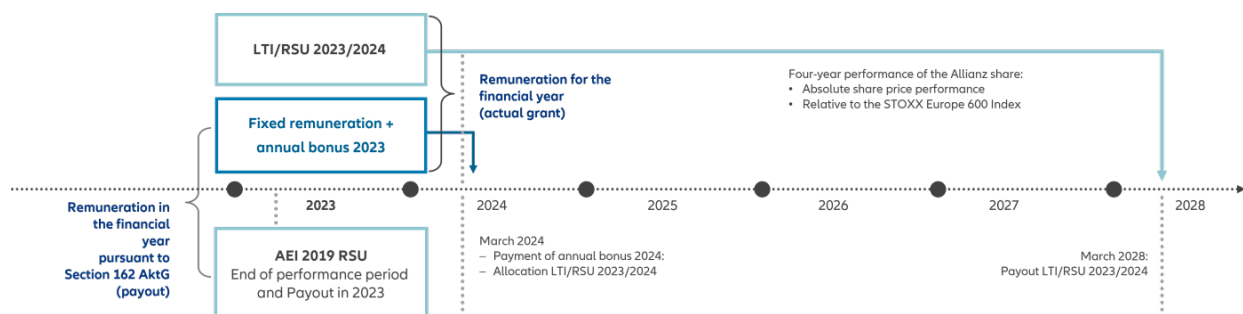 LTI/RSU 2023/2024
Remuneration for the
financial year
(actual grant)
Four-year performance of the Allianz share:
• Absolute share price performance
• Relative to the STOXX Europe 600 Index
Fixed remuneration +
annual bonus 2023
2023
2024
2025
2026
2027
2028
Remuneration in
the financial
year
pursuant to
Section 162 AktG
(payout)
AEI 2019 RSU
End of performance period
and Payout in 2023
March 2024
– Payment of annual bonus 2024:
– Allocation LTI/RSU 2023/2024
March 2028:
Payout LTI/RSU 2023/2024